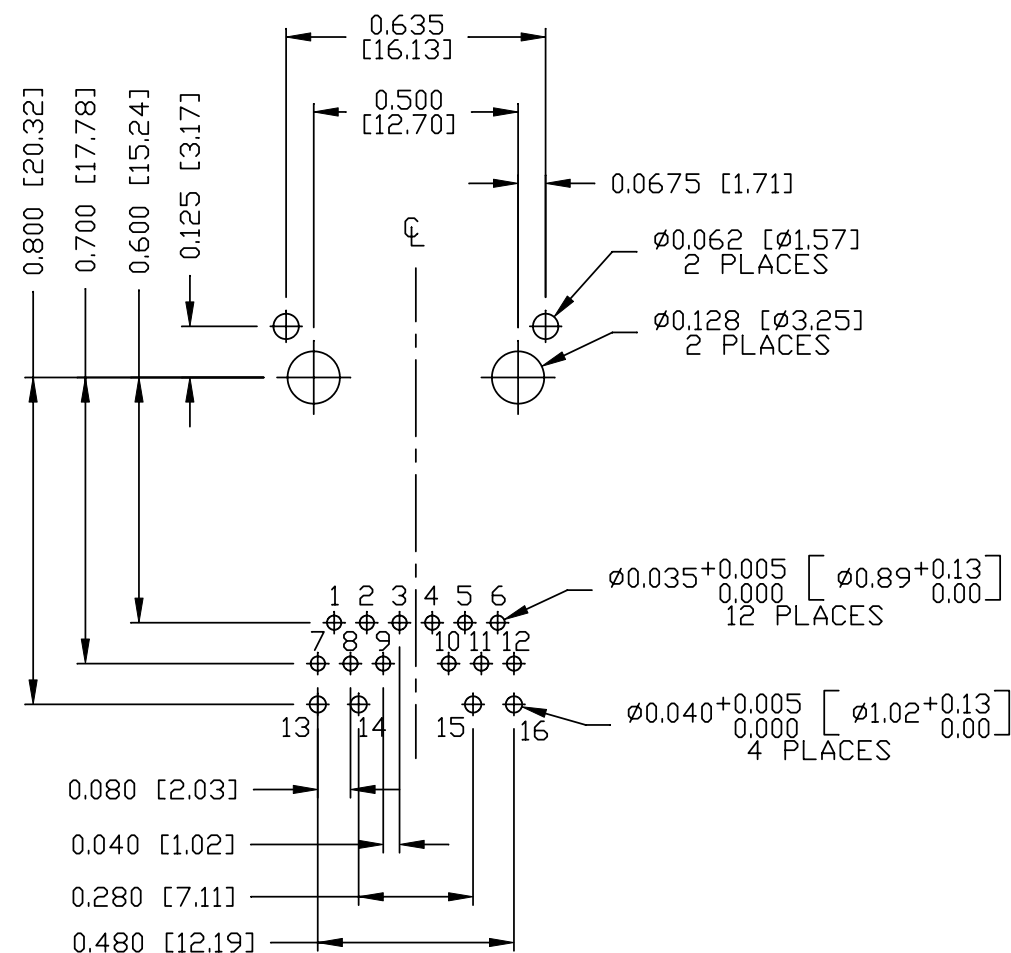 0.635
[16.13]
0.500
[12.70]
0.800 [20.32]
0.700 [17.78]
0.600 [15.24]
0.125 [3.17]
0.0675 [1.71]
℄
Ø0.062 [Ø1.57]
2 PLACES
Ø0.128 [Ø3.25]
2 PLACES
Ø0.035+0.005 [Ø0.89+0.13]
0.000 0.00
12 PLACES
1 2 3 4 5 6
7 8 9 10 11 12
Ø0.040+0.005 [Ø1.02+0.13]
0.000 0.00
4 PLACES
13 14 15 16
0.080 [2.03]
0.040 [1.02]
0.280 [7.11]
0.480 [12.19]